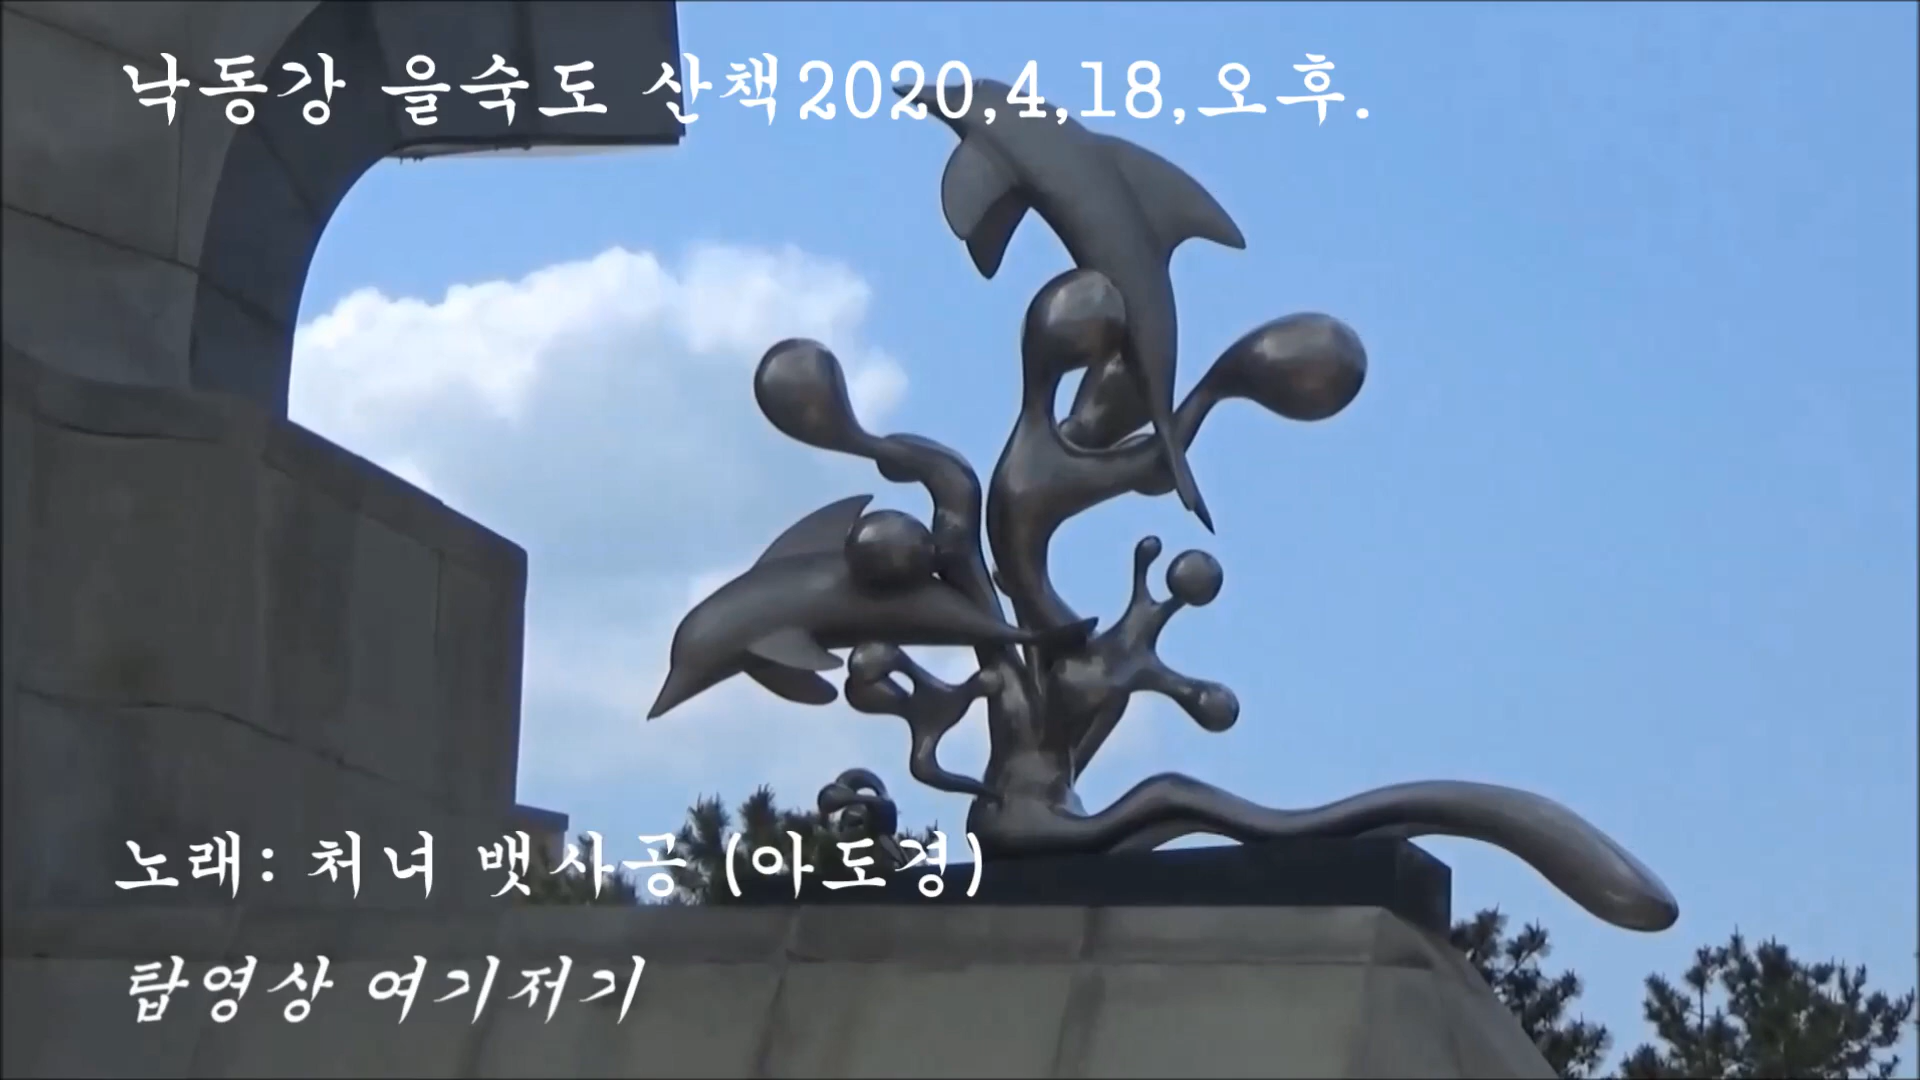 낙동강 을숙도 산책2020,4,18,오후.
노래: 처녀 뱃사공 (아도경)
탑영상 여기저기